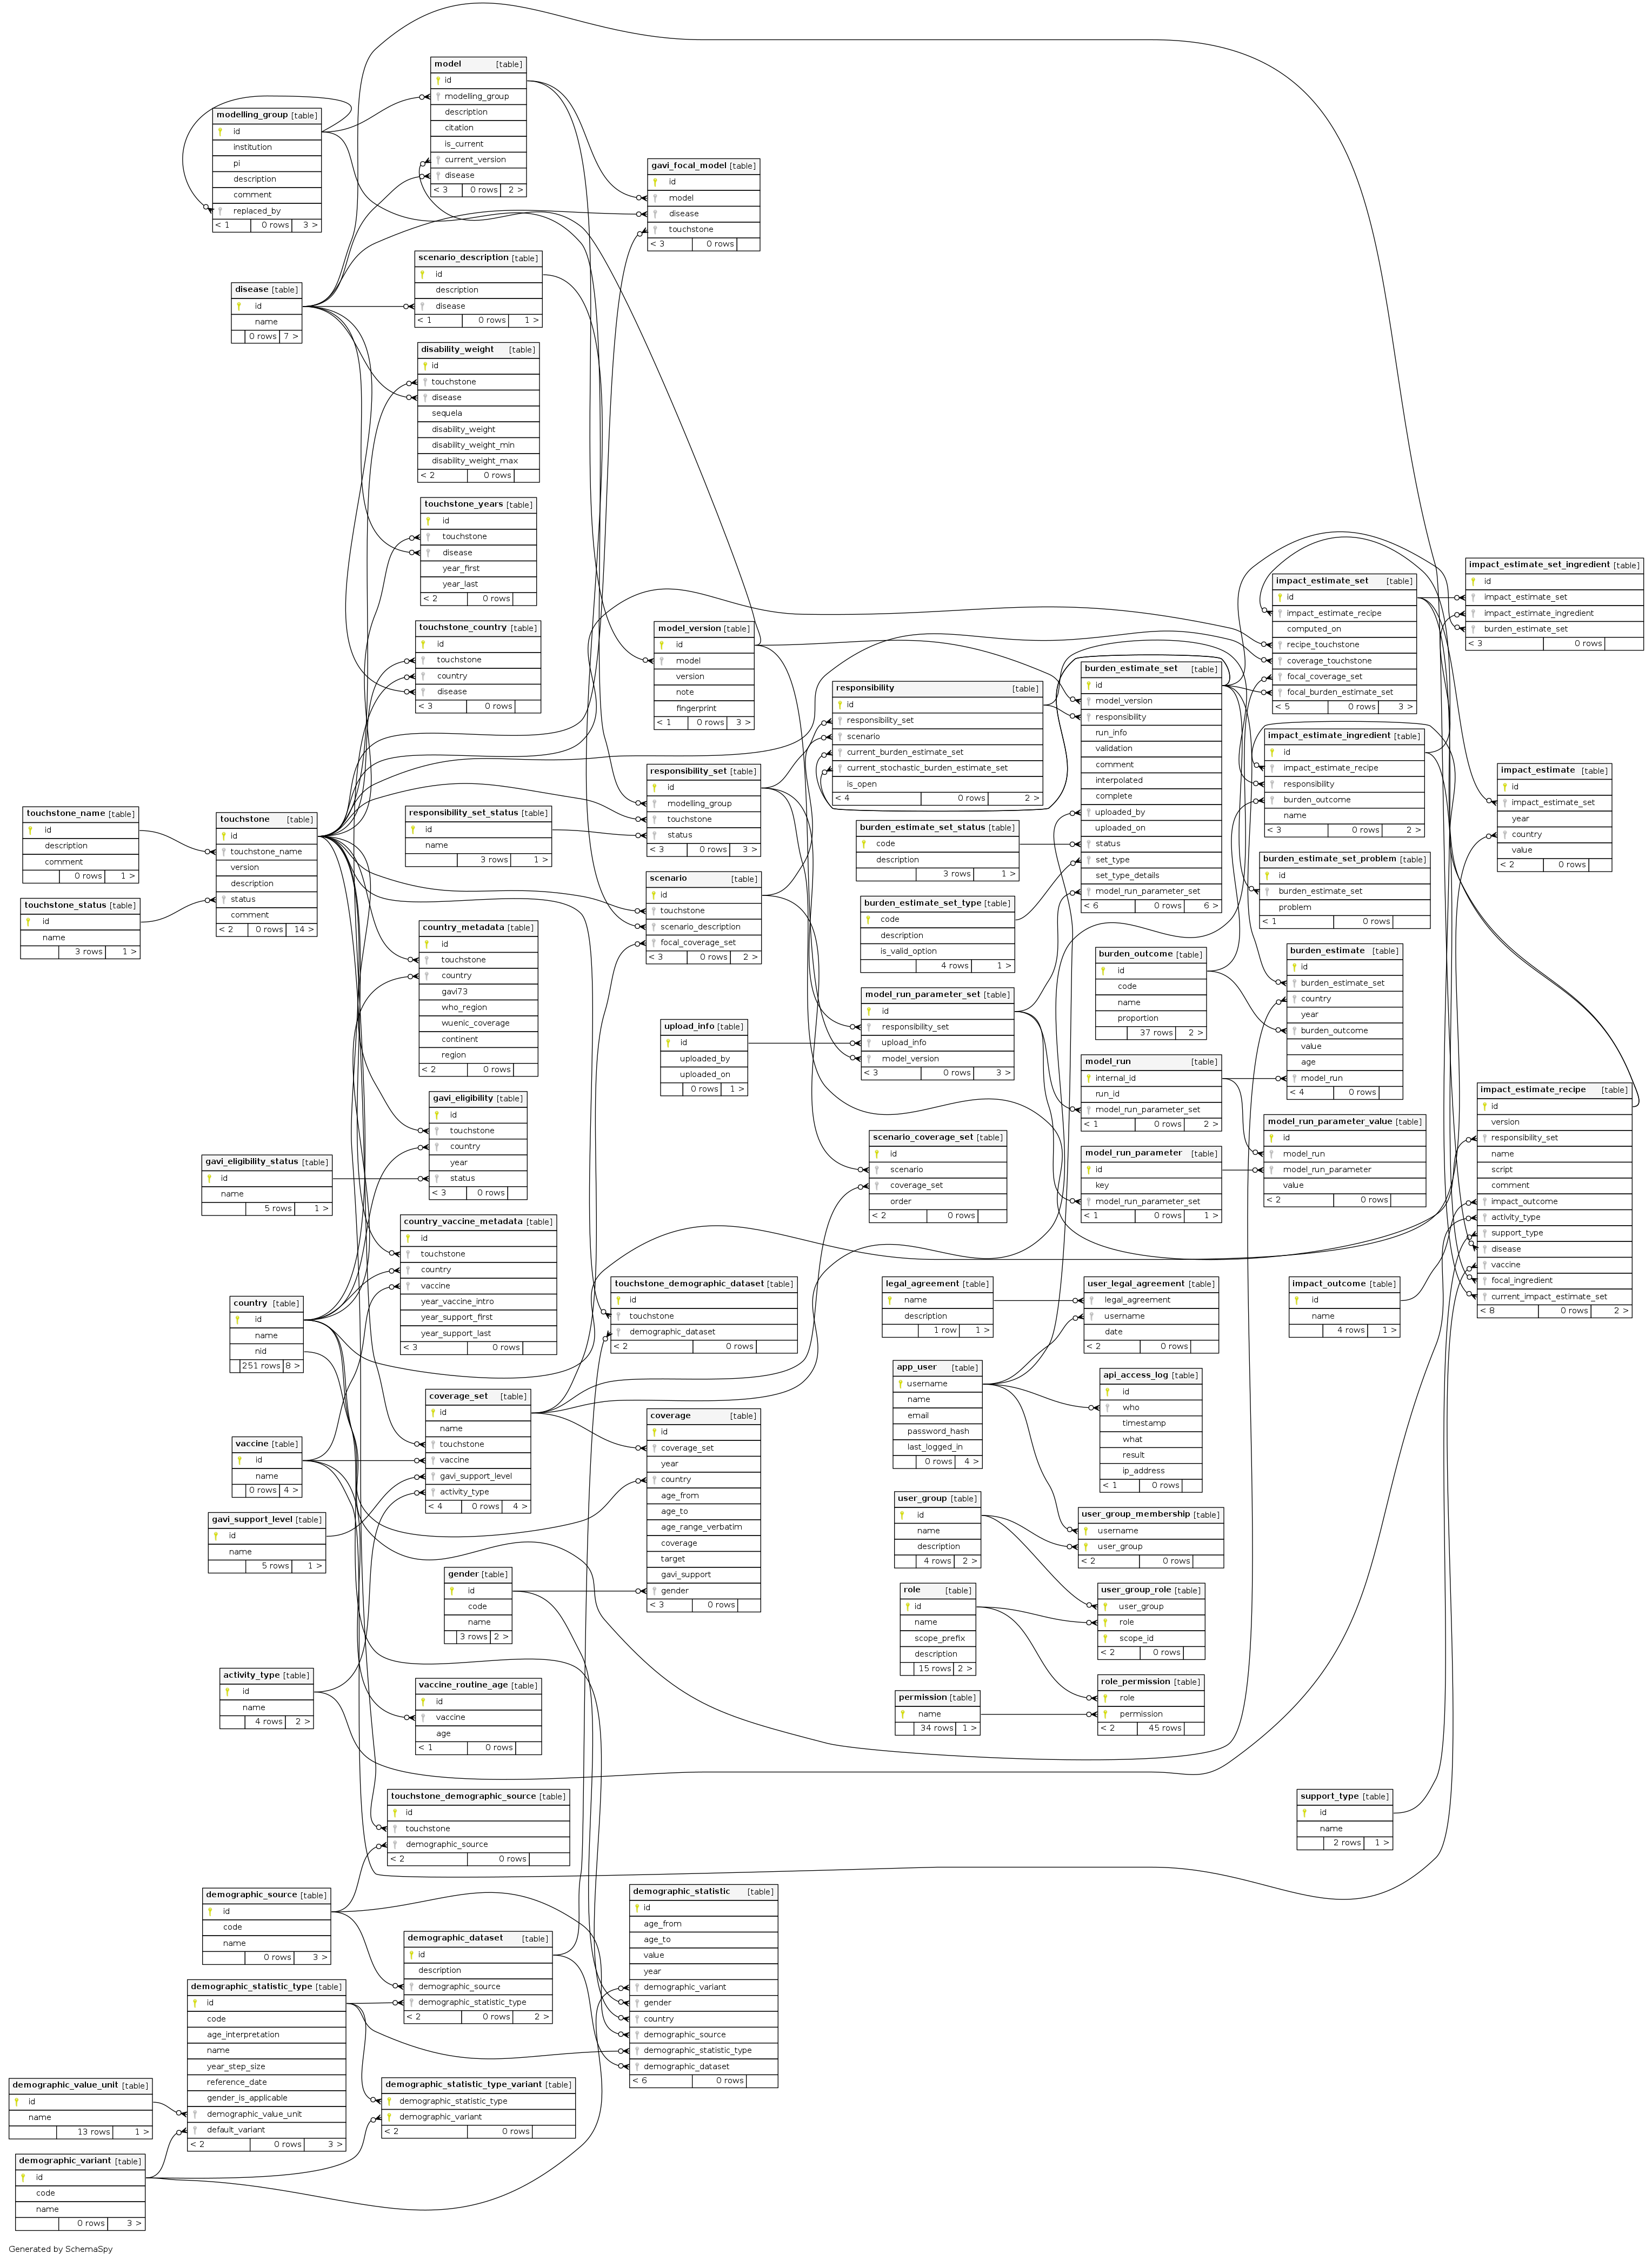 model [table]
id
modelling_group
description
citation
is_current
current_version
disease
< 3 0 rows 2 >
modelling_group [table]
id
institution
pi
description
comment
replaced_by
< 1 0 rows 3 >
gavi_focal_model [table]
id
model
disease
touchstone
< 3 0 rows
scenario_description [table]
id
description
disease
< 1 0 rows 1 >
disease [table]
id
name
0 rows 7 >
disability_weight [table]
id
touchstone
disease
sequela
disability_weight
disability_weight_min
disability_weight_max
< 2 0 rows
touchstone_years [table]
id
touchstone
disease
year_first
year_last
< 2 0 rows
touchstone_country [table]
id
touchstone
country
disease
< 3 0 rows
model_version [table]
id
model
version
note
fingerprint
< 1 0 rows 3 >
responsibility [table]
id
responsibility_set
scenario
current_burden_estimate_set
current_stochastic_burden_estimate_set
is_open
< 4 0 rows 2 >
burden_estimate_set [table]
id
model_version
responsibility
run_info
validation
comment
interpolated
complete
uploaded_by
uploaded_on
status
set_type
set_type_details
model_run_parameter_set
< 6 0 rows 6 >
impact_estimate_set [table]
id
impact_estimate_recipe
computed_on
recipe_touchstone
coverage_touchstone
focal_coverage_set
focal_burden_estimate_set
< 5 0 rows 3 >
impact_estimate_set_ingredient [table]
id
impact_estimate_set
impact_estimate_ingredient
burden_estimate_set
< 3 0 rows
impact_estimate_ingredient [table]
id
impact_estimate_recipe
responsibility
burden_outcome
name
< 3 0 rows 2 >
impact_estimate [table]
id
impact_estimate_set
year
country
value
< 2 0 rows
responsibility_set [table]
id
modelling_group
touchstone
status
< 3 0 rows 3 >
touchstone_name [table]
id
description
comment
0 rows 1 >
touchstone [table]
id
touchstone_name
version
description
status
comment
< 2 0 rows 14 >
responsibility_set_status [table]
id
name
3 rows 1 >
burden_estimate_set_status [table]
code
description
3 rows 1 >
burden_estimate_set_problem [table]
id
burden_estimate_set
problem
< 1 0 rows
touchstone_status [table]
id
name
3 rows 1 >
scenario [table]
id
touchstone
scenario_description
focal_coverage_set
< 3 0 rows 2 >
burden_estimate_set_type [table]
code
description
is_valid_option
4 rows 1 >
country_metadata [table]
id
touchstone
country
gavi73
who_region
wuenic_coverage
continent
region
< 2 0 rows
burden_outcome [table]
id
code
name
proportion
37 rows 2 >
burden_estimate [table]
id
burden_estimate_set
country
year
burden_outcome
value
age
model_run
< 4 0 rows
upload_info [table]
id
uploaded_by
uploaded_on
0 rows 1 >
model_run_parameter_set [table]
id
responsibility_set
upload_info
model_version
< 3 0 rows 3 >
model_run [table]
internal_id
run_id
model_run_parameter_set
< 1 0 rows 2 >
impact_estimate_recipe [table]
id
version
responsibility_set
name
script
comment
impact_outcome
activity_type
support_type
disease
vaccine
focal_ingredient
current_impact_estimate_set
< 8 0 rows 2 >
gavi_eligibility [table]
id
touchstone
country
year
status
< 3 0 rows
model_run_parameter_value [table]
id
model_run
model_run_parameter
value
< 2 0 rows
gavi_eligibility_status [table]
id
name
5 rows 1 >
scenario_coverage_set [table]
id
scenario
coverage_set
order
< 2 0 rows
model_run_parameter [table]
id
key
model_run_parameter_set
< 1 0 rows 1 >
country_vaccine_metadata [table]
id
touchstone
country
vaccine
year_vaccine_intro
year_support_first
year_support_last
< 3 0 rows
country [table]
id
name
nid
251 rows 8 >
touchstone_demographic_dataset [table]
id
touchstone
demographic_dataset
< 2 0 rows
legal_agreement [table]
name
description
1 row 1 >
user_legal_agreement [table]
legal_agreement
username
date
< 2 0 rows
impact_outcome [table]
id
name
4 rows 1 >
app_user [table]
username
name
email
password_hash
last_logged_in
0 rows 4 >
api_access_log [table]
id
who
timestamp
what
result
ip_address
< 1 0 rows
coverage_set [table]
id
name
touchstone
vaccine
gavi_support_level
activity_type
< 4 0 rows 4 >
coverage [table]
id
coverage_set
year
country
age_from
age_to
age_range_verbatim
coverage
target
gavi_support
gender
< 3 0 rows
vaccine [table]
id
name
0 rows 4 >
gavi_support_level [table]
id
name
5 rows 1 >
user_group [table]
id
name
description
4 rows 2 >
user_group_membership [table]
username
user_group
< 2 0 rows
gender [table]
id
code
name
3 rows 2 >
role [table]
id
name
scope_prefix
description
15 rows 2 >
user_group_role [table]
user_group
role
scope_id
< 2 0 rows
activity_type [table]
id
name
4 rows 2 >
vaccine_routine_age [table]
id
vaccine
age
< 1 0 rows
permission [table]
name
34 rows 1 >
role_permission [table]
role
permission
< 2 45 rows
touchstone_demographic_source [table]
id
touchstone
demographic_source
< 2 0 rows
support_type [table]
id
name
2 rows 1 >
demographic_source [table]
id
code
name
0 rows 3 >
demographic_statistic [table]
id
age_from
age_to
value
year
demographic_variant
gender
country
demographic_source
demographic_statistic_type
demographic_dataset
< 6 0 rows
demographic_dataset [table]
id
description
demographic_source
demographic_statistic_type
< 2 0 rows 2 >
demographic_statistic_type [table]
id
code
age_interpretation
name
year_step_size
reference_date
gender_is_applicable
demographic_value_unit
default_variant
< 2 0 rows 3 >
demographic_value_unit [table]
id
name
13 rows 1 >
demographic_statistic_type_variant [table]
demographic_statistic_type
demographic_variant
< 2 0 rows
demographic_variant [table]
id
code
name
0 rows 3 >
Generated by SchemaSpy